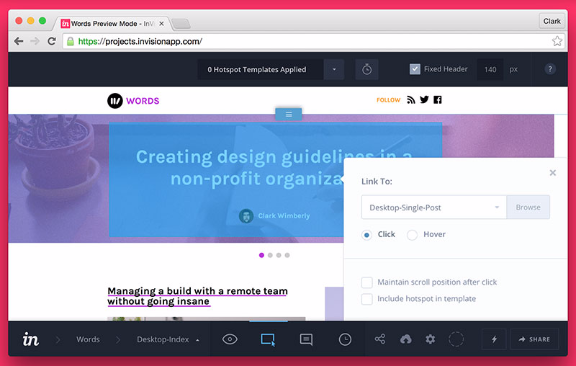 in Words Preview Mode - InVisi
Clark
https://projects.invisionapp.com/
0 Hotspot Templates Applied
Fixed Header 140 px ?
WORDS
FOLLOW
Creating design guidelines in a
non-profit organiza
Clark Wimberly
Link To:
Desktop-Single-Post
Browse
Click Hover
Maintain scroll position after click
Include hotspot in template
Managing a build with a remote team
without going insane
in Words Desktop-Index SHARE